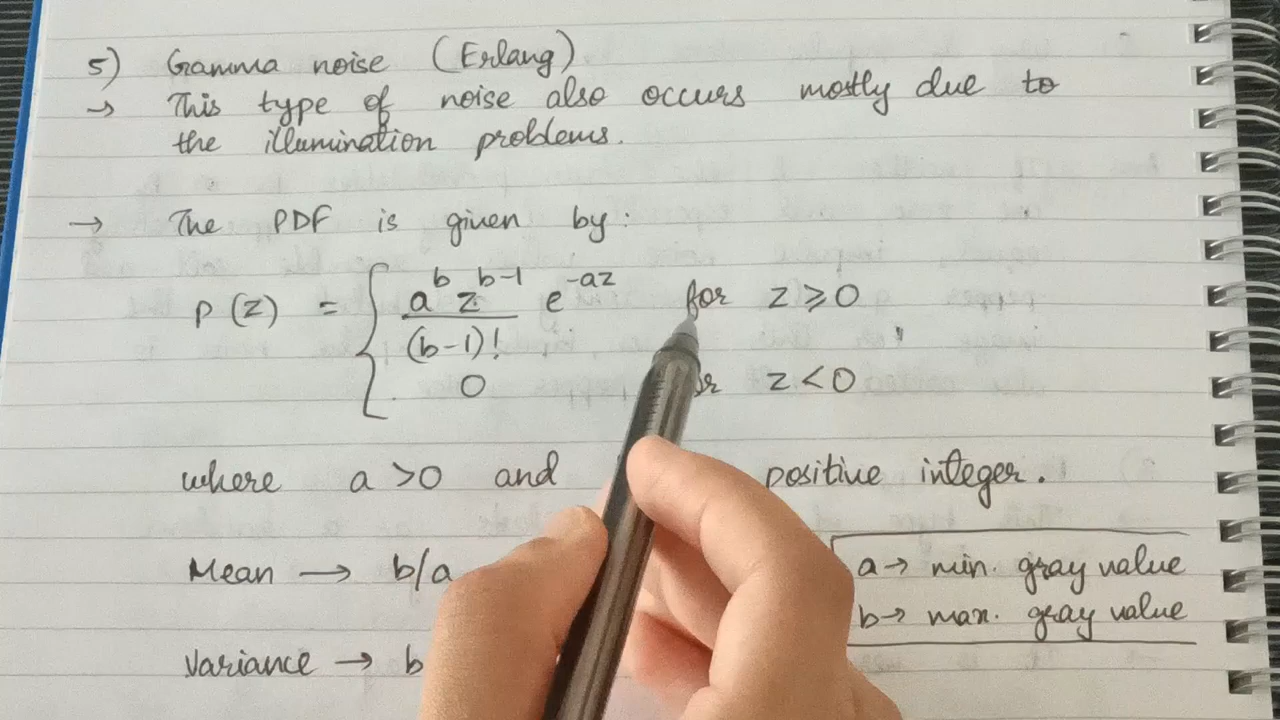 5) Gamma noise (Erlang)
→ This type of noise also occurs mostly due to
the illumination problems.
→ The PDF is given by:
P(z) = { a^b z^(b-1) / (b-1)! e^(-az) for z ≥ 0
0 z < 0
where a > 0 and positive integer.
Mean → b/a
a → min. gray value
b → max. gray value
Variance → b